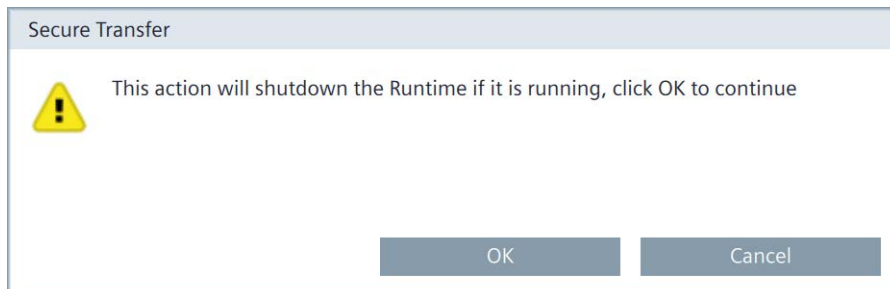 Secure Transfer
This action will shutdown the Runtime if it is running, click OK to continue
OK
Cancel